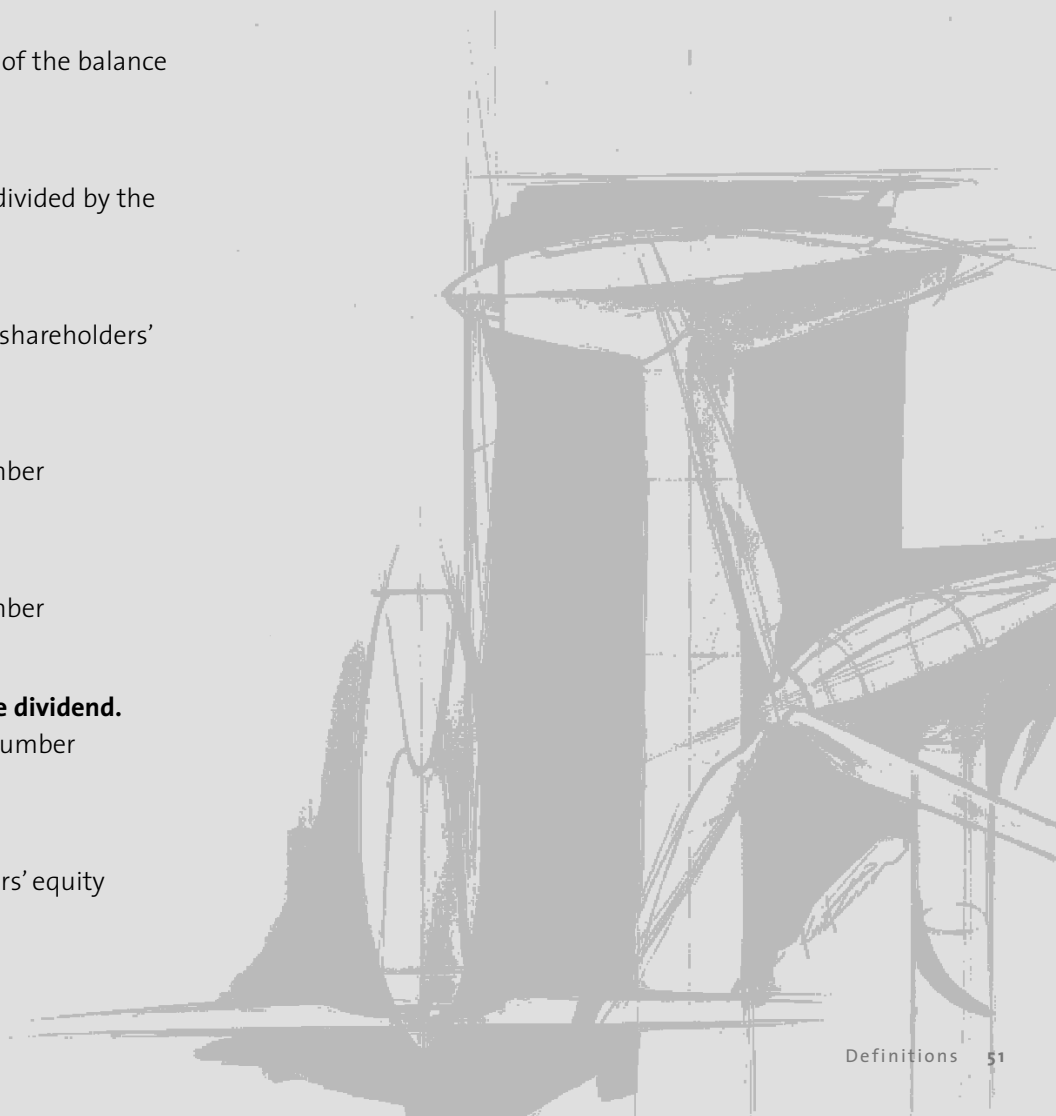 of the balance
divided by the
shareholders’
nber
nber
e dividend.
umber
rs’ equity
Definitions 51